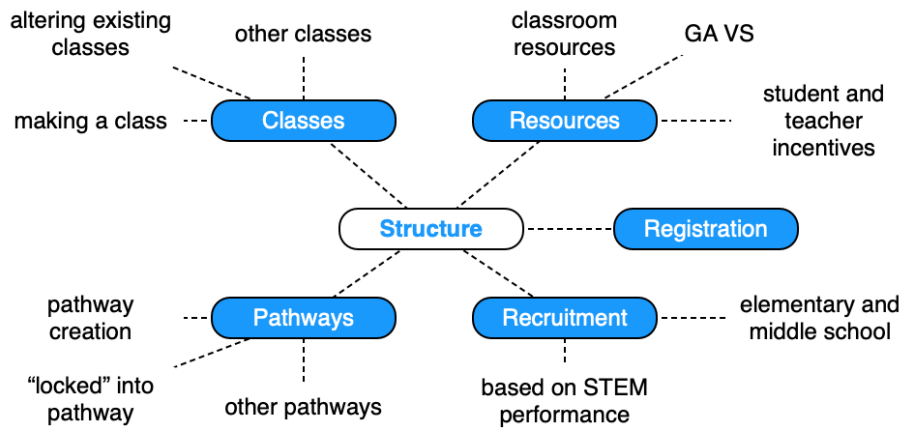 altering existing
classes
other classes
making a class
Classes
classroom
resources
GA VS
student and
teacher
incentives
Resources
Structure
Registration
pathway
creation
Pathways
“locked” into
pathway
other pathways
Recruitment
elementary and
middle school
based on STEM
performance